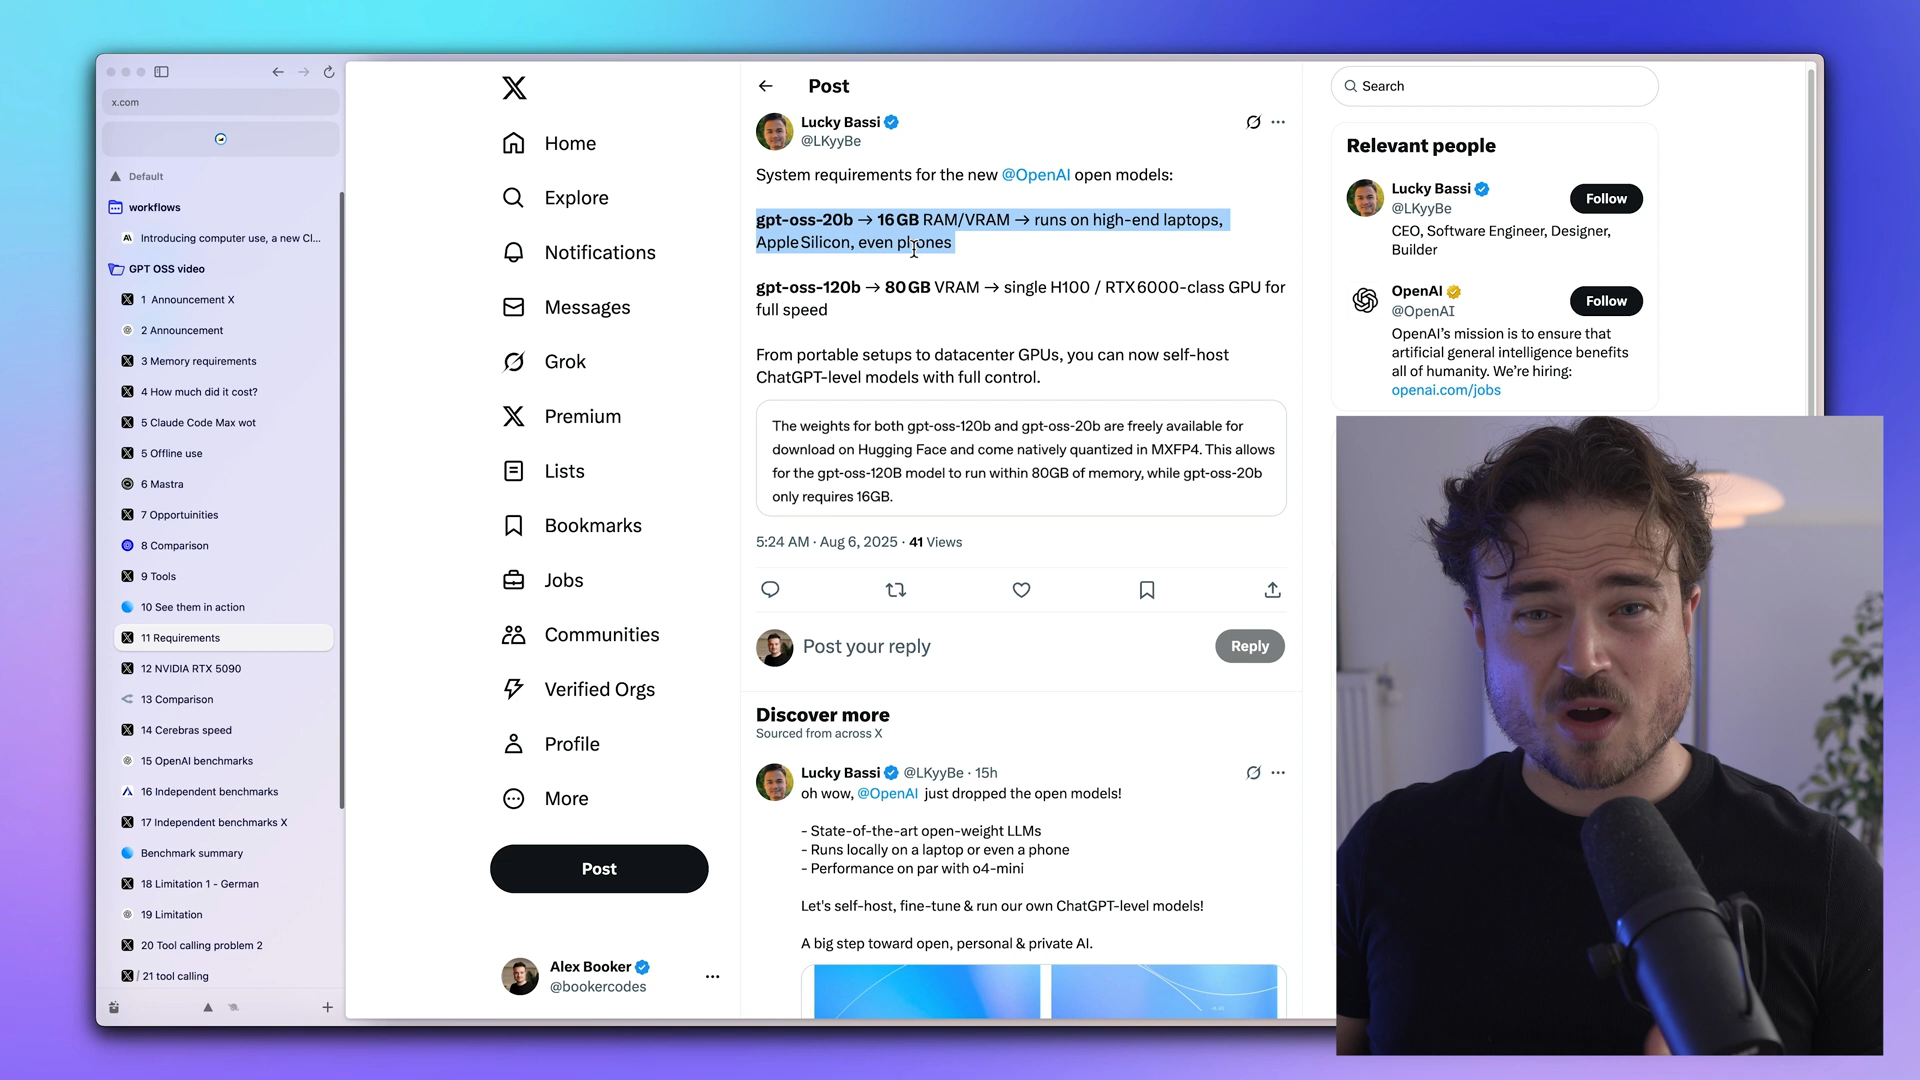 x.com
Default
workflows
Introducing computer use, a new Cl...
GPT OSS video
1 Announcement X
2 Announcement
3 Memory requirements
4 How much did it cost?
5 Claude Code Max wot
5 Offline use
6 Mastra
7 Opportuinities
8 Comparison
9 Tools
10 See them in action
11 Requirements
12 NVIDIA RTX 5090
13 Comparison
14 Cerebras speed
15 OpenAI benchmarks
16 Independent benchmarks
17 Independent benchmarks X
Benchmark summary
18 Limitation 1 - German
19 Limitation
20 Tool calling problem 2
/ 21 tool calling
Home
Explore
Notifications
Messages
Grok
Premium
Lists
Bookmarks
Jobs
Communities
Verified Orgs
Profile
More
Post
Alex Booker
@bookercodes
Post
Lucky Bassi
@LKyyBe
System requirements for the new @OpenAI open models:
gpt-oss-20b → 16 GB RAM/VRAM → runs on high-end laptops,
Apple Silicon, even phones
gpt-oss-120b → 80 GB VRAM → single H100 / RTX 6000-class GPU for
full speed
From portable setups to datacenter GPUs, you can now self-host
ChatGPT-level models with full control.
The weights for both gpt-oss-120b and gpt-oss-20b are freely available for
download on Hugging Face and come natively quantized in MXFP4. This allows
for the gpt-oss-120B model to run within 80GB of memory, while gpt-oss-20b
only requires 16GB.
5:24 AM · Aug 6, 2025 · 41 Views
Post your reply
Reply
Discover more
Sourced from across X
Lucky Bassi @LKyyBe · 15h
oh wow, @OpenAI just dropped the open models!
- State-of-the-art open-weight LLMs
- Runs locally on a laptop or even a phone
- Performance on par with o4-mini
Let's self-host, fine-tune & run our own ChatGPT-level models!
A big step toward open, personal & private AI.
Search
Relevant people
Lucky Bassi
@LKyyBe
Follow
CEO, Software Engineer, Designer,
Builder
OpenAI
@OpenAI
Follow
OpenAI's mission is to ensure that
artificial general intelligence benefits
all of humanity. We're hiring:
openai.com/jobs